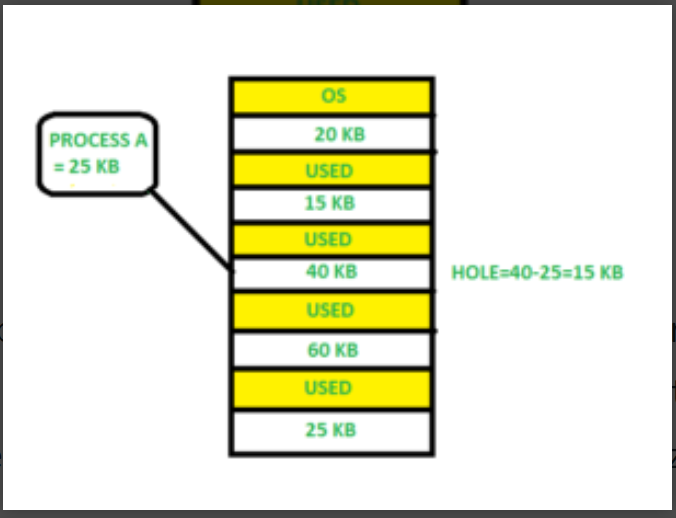 OS
20 KB
PROCESS A
= 25 KB
USED
15 KB
USED
40 KB
HOLE=40-25=15 KB
USED
60 KB
USED
25 KB